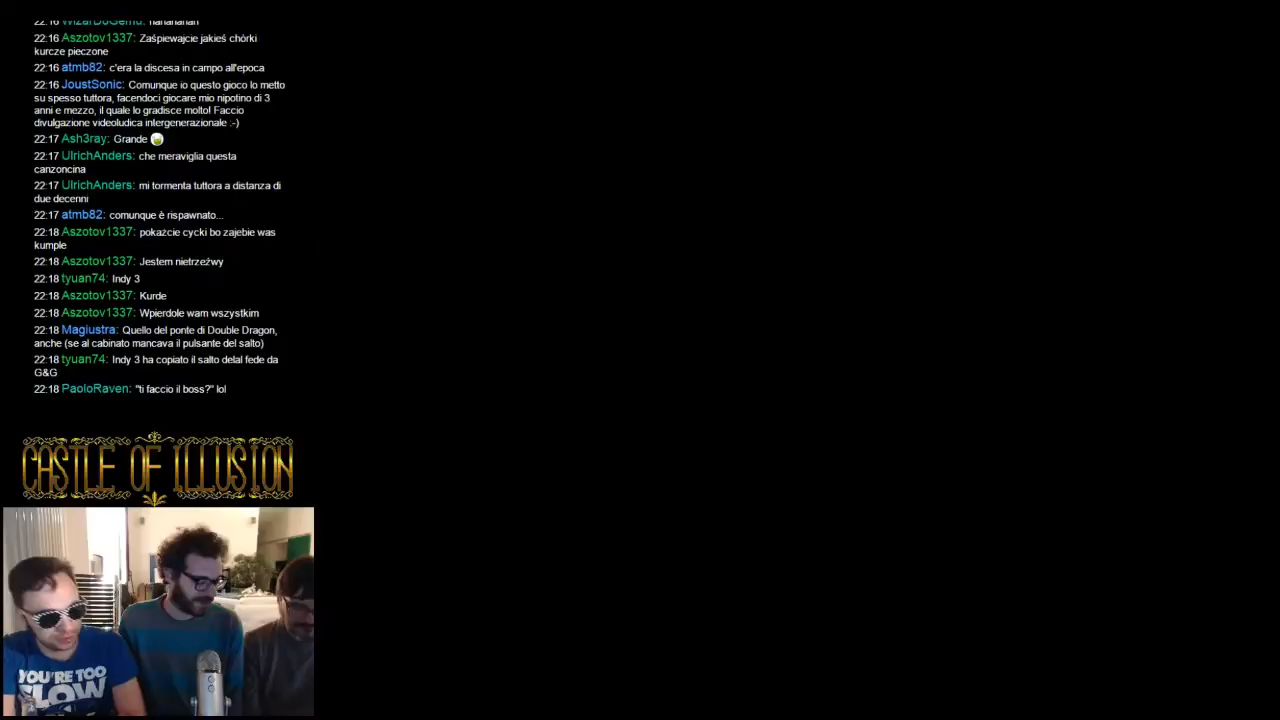 22:16 WizardoGemu: hahahahah
22:16 Aszotov1337: Zaśpiewajcie jakieś chórki
kurcze pieczone
22:16 atmb82: c'era la discesa in campo all'epoca
22:16 JoustSonic: Comunque io questo gioco lo metto
su spesso tuttora, facendoci giocare mio nipotino di 3
anni e mezzo, il quale lo gradisce molto! Faccio
divulgazione videoludica intergenerazionale :-)
22:17 Ash3ray: Grande
22:17 UlrichAnders: che meraviglia questa
canzoncina
22:17 UlrichAnders: mi tormenta tuttora a distanza di
due decenni
22:17 atmb82: comunque è rispawnato...
22:18 Aszotov1337: pokażcie cycki bo zajebie was
kumple
22:18 Aszotov1337: Jestem nietrzeźwy
22:18 tyuan74: Indy 3
22:18 Aszotov1337: Kurde
22:18 Aszotov1337: Wpierdole wam wszystkim
22:18 Magiustra: Quello del ponte di Double Dragon,
anche (se al cabinato mancava il pulsante del salto)
22:18 tyuan74: Indy 3 ha copiato il salto delal fede da
G&G
22:18 PaoloRaven: "ti faccio il boss?" lol
CASTLE OF ILLUSION
YOU'RE TOO
SLOW